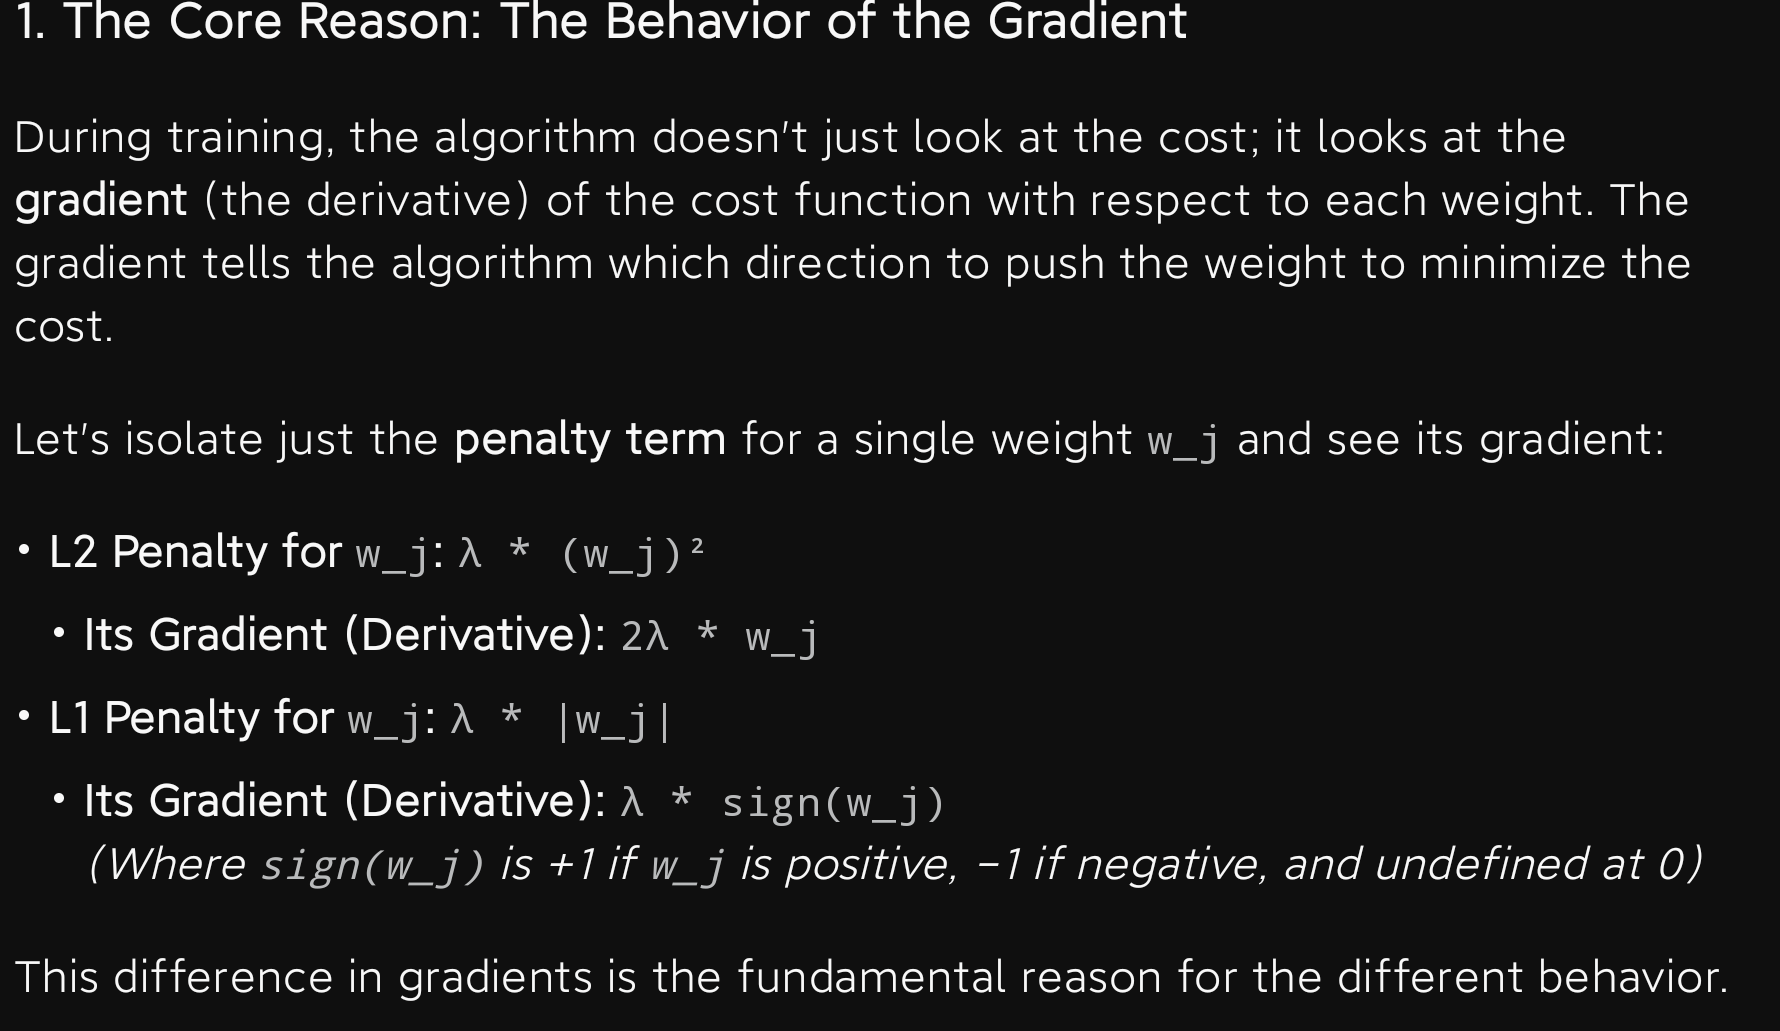 1. The Core Reason: The Behavior of the Gradient
During training, the algorithm doesn't just look at the cost; it looks at the
gradient (the derivative) of the cost function with respect to each weight. The
gradient tells the algorithm which direction to push the weight to minimize the
cost.
Let's isolate just the penalty term for a single weight w_j and see its gradient:
• L2 Penalty for w_j: λ * (w_j)²
• Its Gradient (Derivative): 2λ * w_j
• L1 Penalty for w_j: λ * |w_j|
• Its Gradient (Derivative): λ * sign(w_j)
(Where sign(w_j) is +1 if w_j is positive, −1 if negative, and undefined at 0)
This difference in gradients is the fundamental reason for the different behavior.